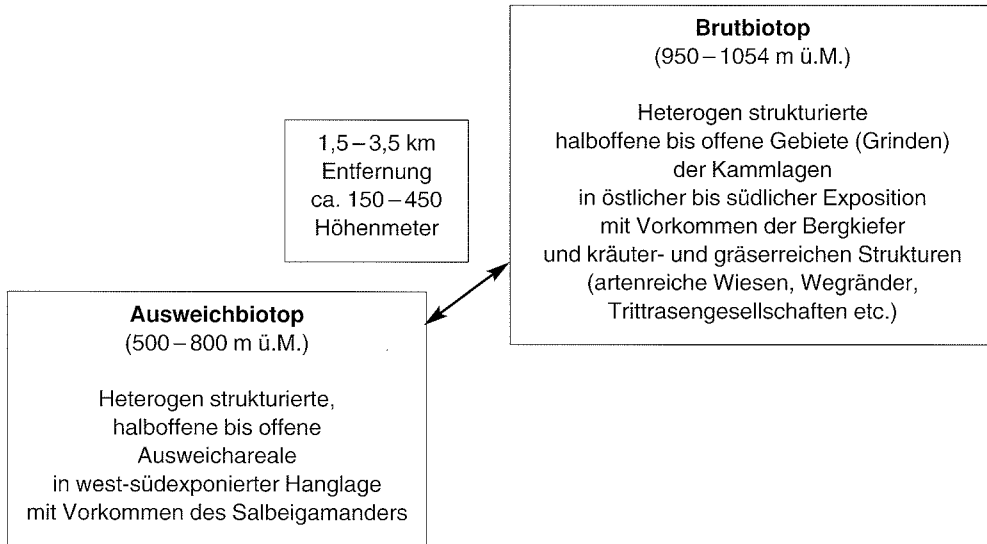 Brutbiotop
(950–1054 m ü.M.)
Heterogen strukturierte
halboffene bis offene Gebiete (Grinden)
der Kammlagen
in östlicher bis südlicher Exposition
mit Vorkommen der Bergkiefer
und kräuter- und gräserreichen Strukturen
(artenreiche Wiesen, Wegränder,
Trittrasengesellschaften etc.)
1,5–3,5 km
Entfernung
ca. 150–450
Höhenmeter
Ausweichbiotop
(500–800 m ü.M.)
Heterogen strukturierte,
halboffene bis offene
Ausweichareale
in west-südexponierter Hanglage
mit Vorkommen des Salbeigamanders